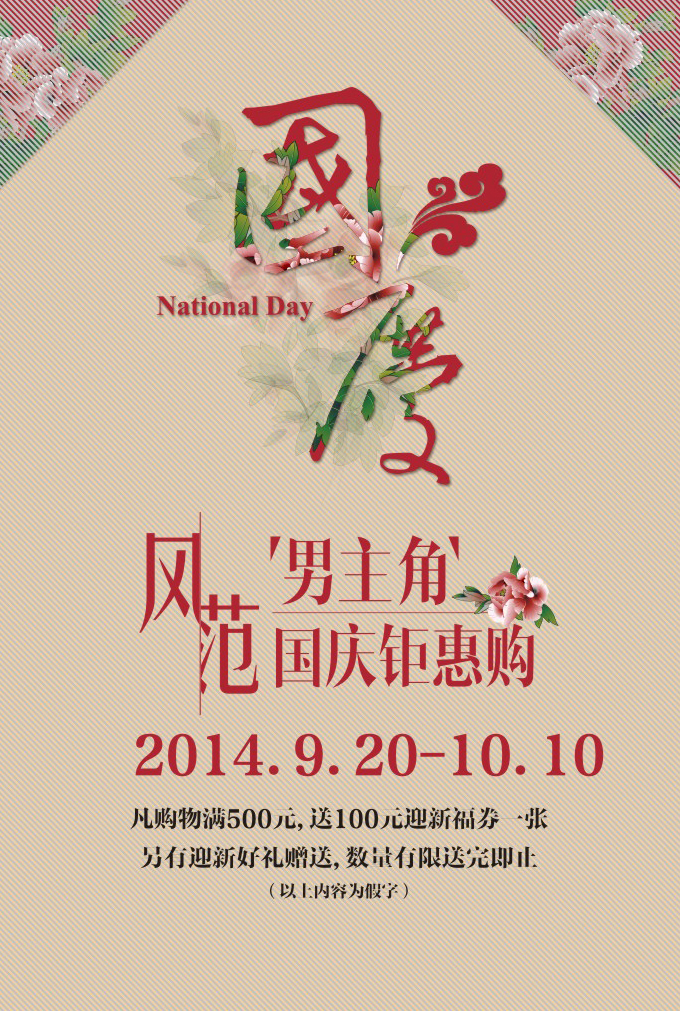 國慶
National Day
风范
'男主角'
国庆钜惠购
2014.9.20-10.10
凡购物满500元,送100元迎新福券一张
另有迎新好礼赠送,数量有限送完即止
(以上内容为假字)